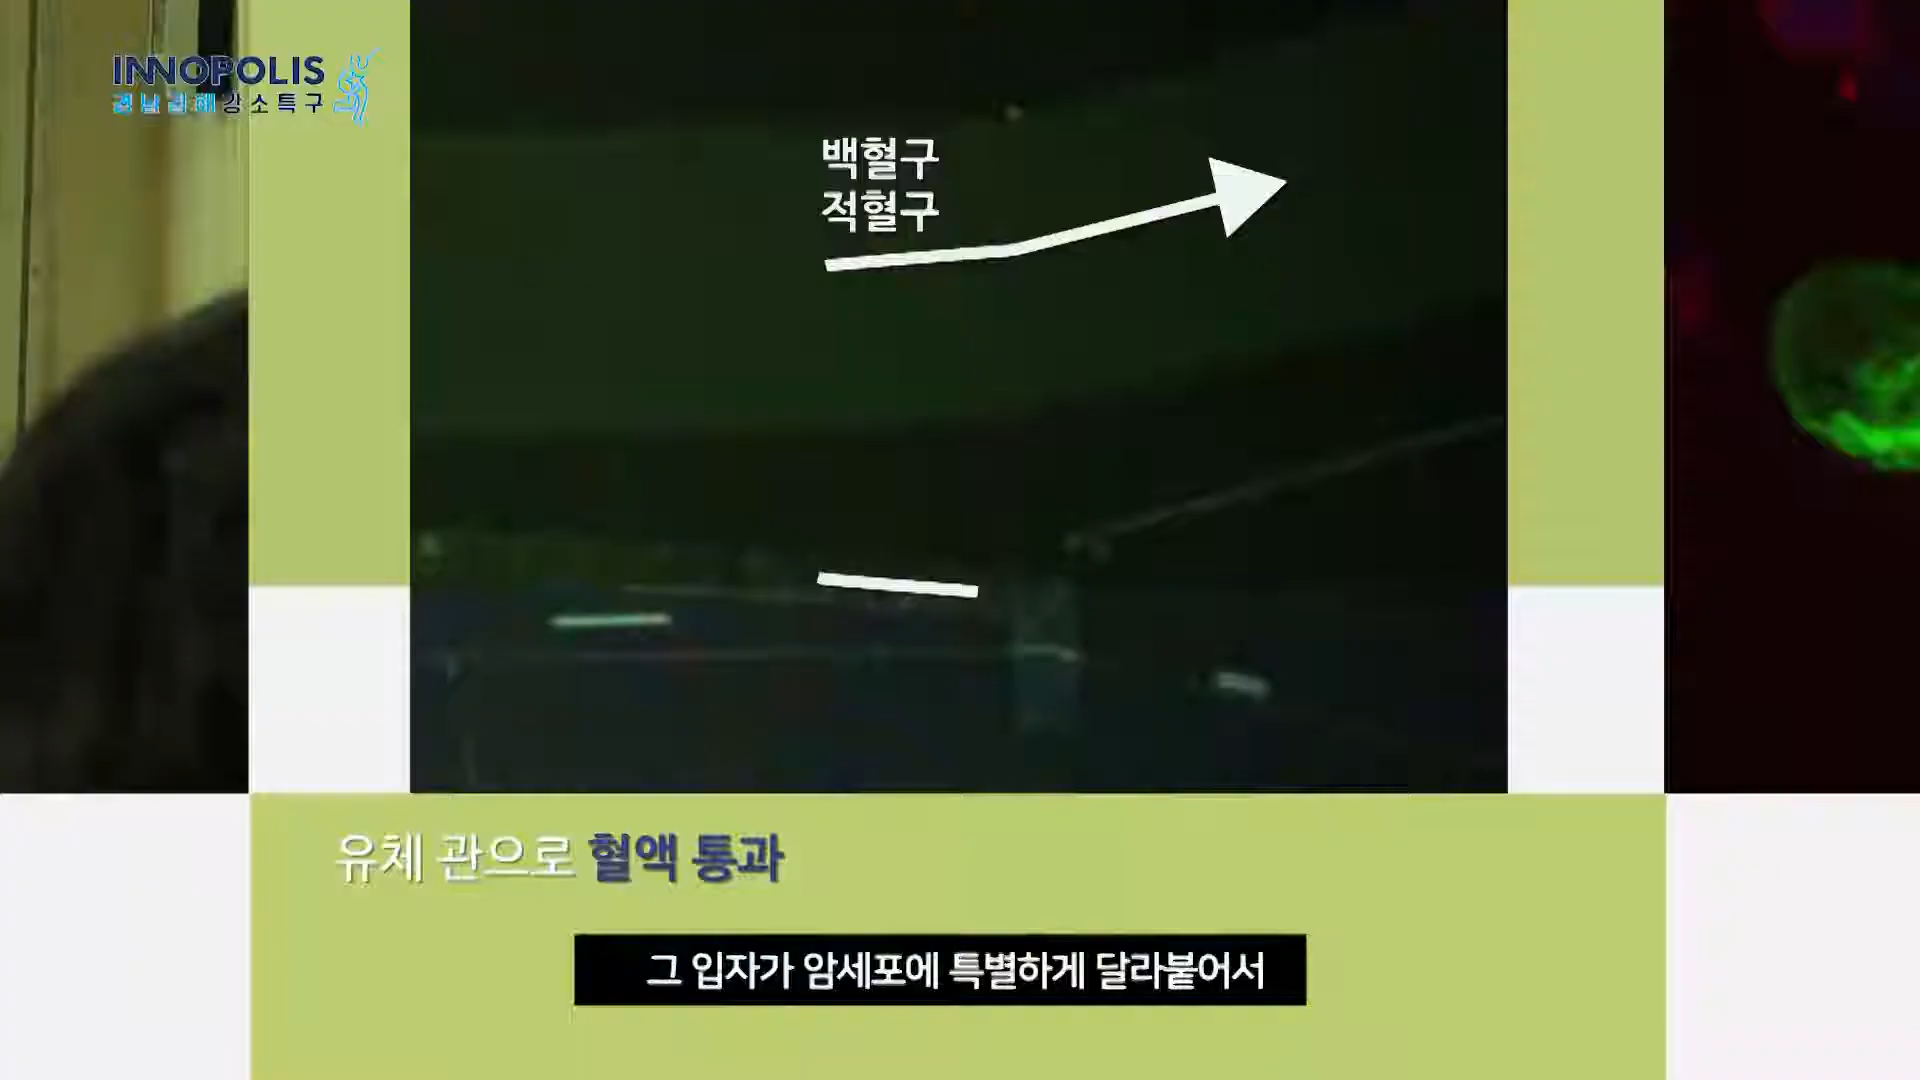 INNOPOLIS
경남김해강소특구
백혈구
적혈구
유체 관으로 혈액 통과
그 입자가 암세포에 특별하게 달라붙어서